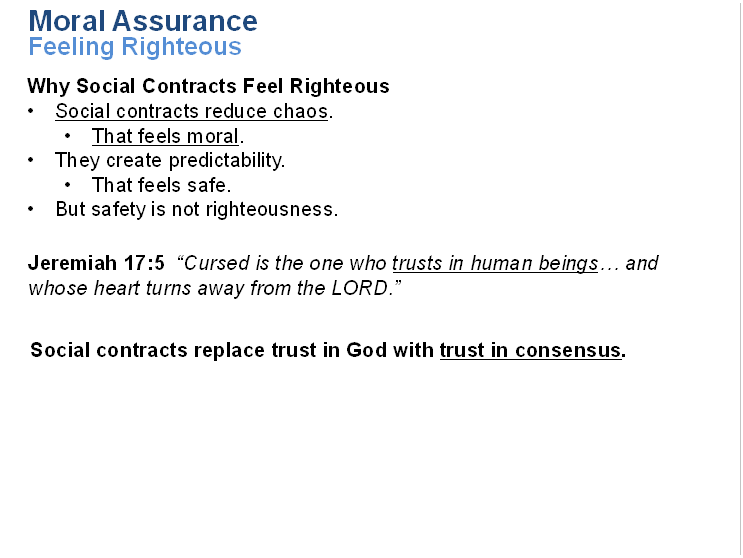 Moral Assurance
Feeling Righteous
Why Social Contracts Feel Righteous
• Social contracts reduce chaos.
• That feels moral.
• They create predictability.
• That feels safe.
• But safety is not righteousness.
Jeremiah 17:5 “Cursed is the one who trusts in human beings… and
whose heart turns away from the LORD.”
Social contracts replace trust in God with trust in consensus.